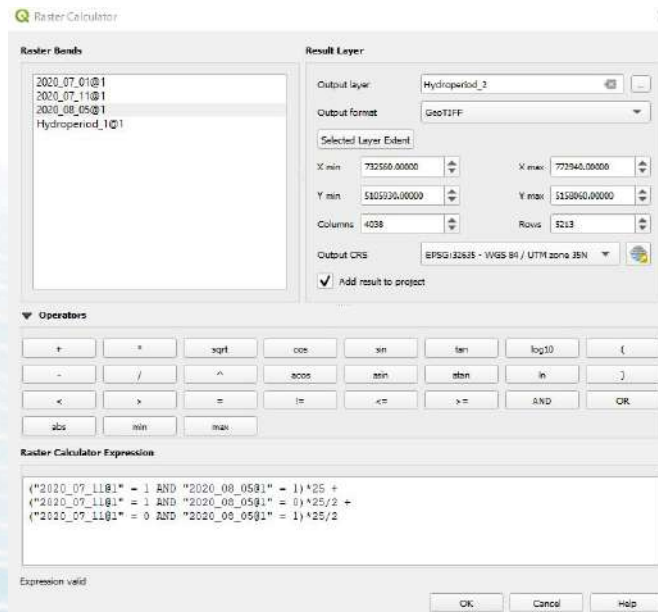 Raster Calculator
Raster Bands
2020_07_01@1
2020_07_11@1
2020_08_05@1
Hydroperiod_1@1
Result Layer
Output layer Hydroperiod_2 ...
Output format GeoTIFF
Selected Layer Extent
X min 732560.00000 X max 772940.00000
Y min 5105930.00000 Y max 5158060.00000
Columns 4038 Rows 5213
Output CRS EPSG:32635 - WGS 84 / UTM zone 35N
Add result to project
Operators
+ * sqrt cos sin tan log10 (
- / ^ acos asin atan ln )
< > = != <= >= AND OR
abs min max
Raster Calculator Expression
("2020_07_11@1" = 1 AND "2020_08_05@1" = 1)*25 +
("2020_07_11@1" = 1 AND "2020_08_05@1" = 0)*25/2 +
("2020_07_11@1" = 0 AND "2020_08_05@1" = 1)*25/2
Expression valid
OK Cancel Help